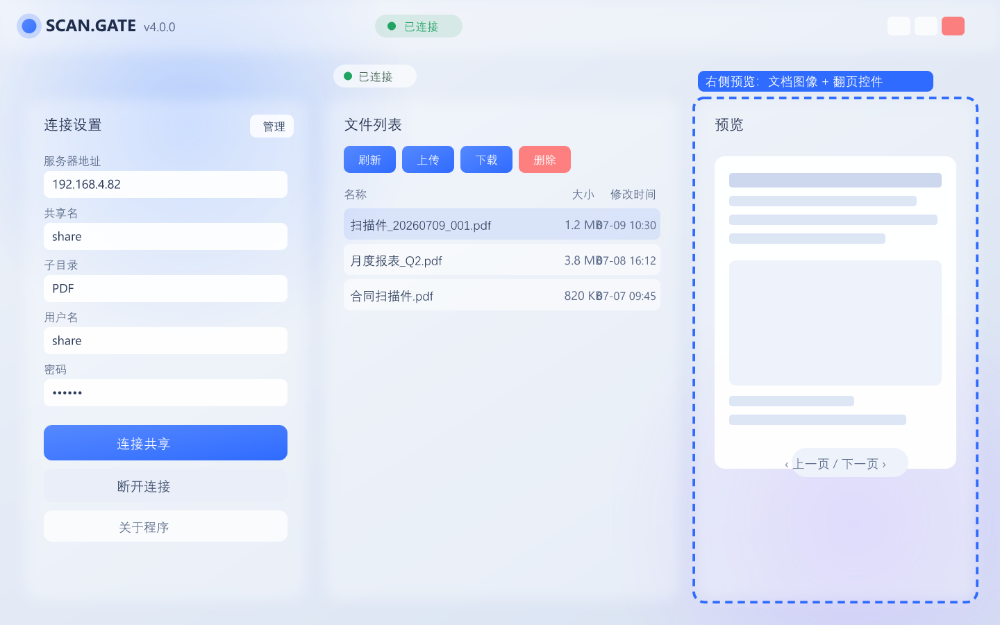 SCAN.GATE v4.0.0
已连接
已连接
右侧预览：文档图像 + 翻页控件
连接设置
管理
服务器地址
192.168.4.82
共享名
share
子目录
PDF
用户名
share
密码
••••••
连接共享
断开连接
关于程序
文件列表
刷新 上传 下载 删除
名称 大小 修改时间
扫描件_20260709_001.pdf 1.2 MB 07-09 10:30
月度报表_Q2.pdf 3.8 MB 07-08 16:12
合同扫描件.pdf 820 KB 07-07 09:45
预览
‹ 上一页 / 下一页 ›